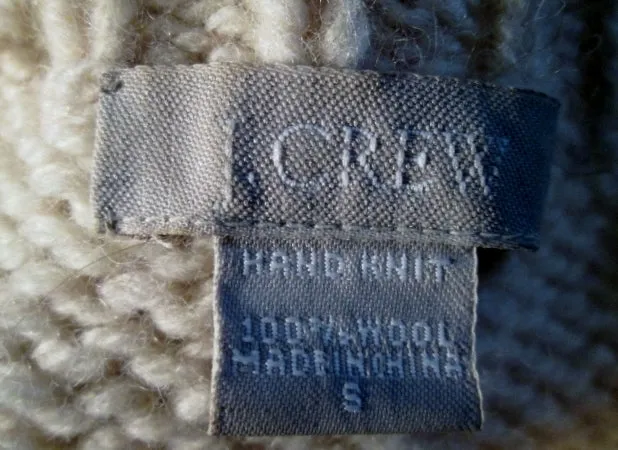 J. CREW
HAND KNIT
100% WOOL
MADE IN CHINA
S